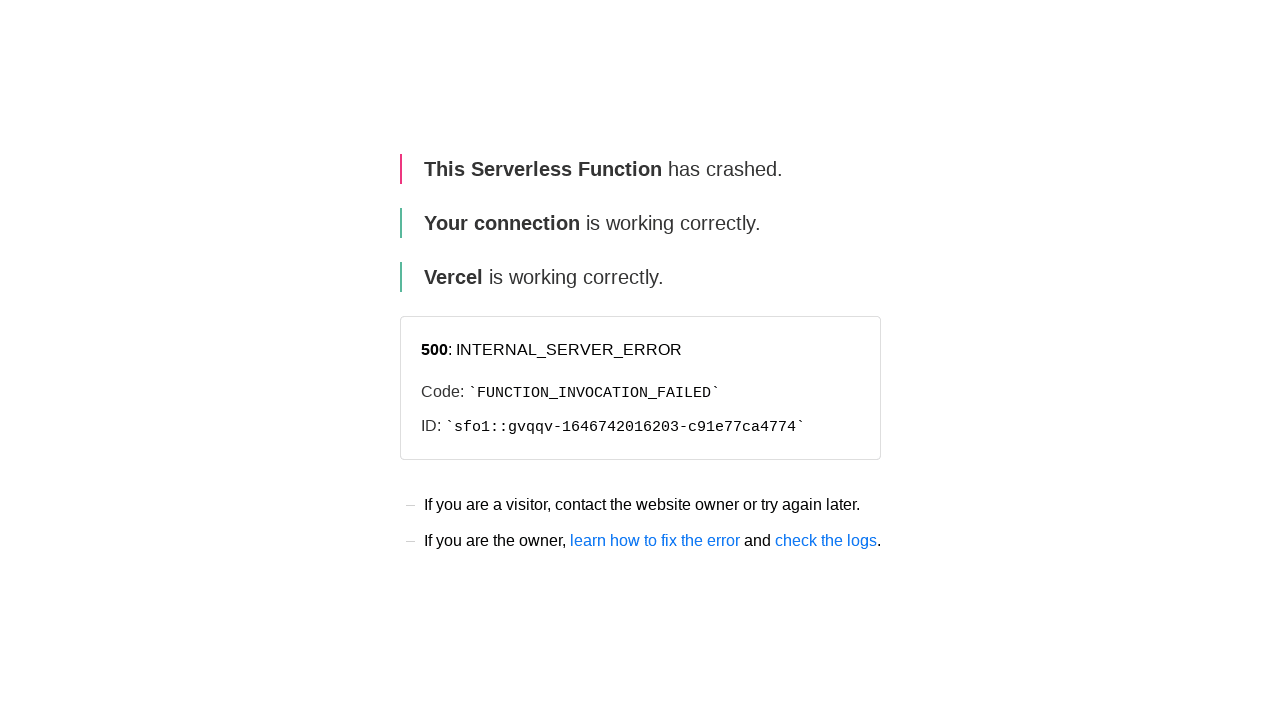 This Serverless Function has crashed.
Your connection is working correctly.
Vercel is working correctly.
500: INTERNAL_SERVER_ERROR
Code: `FUNCTION_INVOCATION_FAILED`
ID: `sfo1::gvqqv-1646742016203-c91e77ca4774`
– If you are a visitor, contact the website owner or try again later.
– If you are the owner, learn how to fix the error and check the logs.